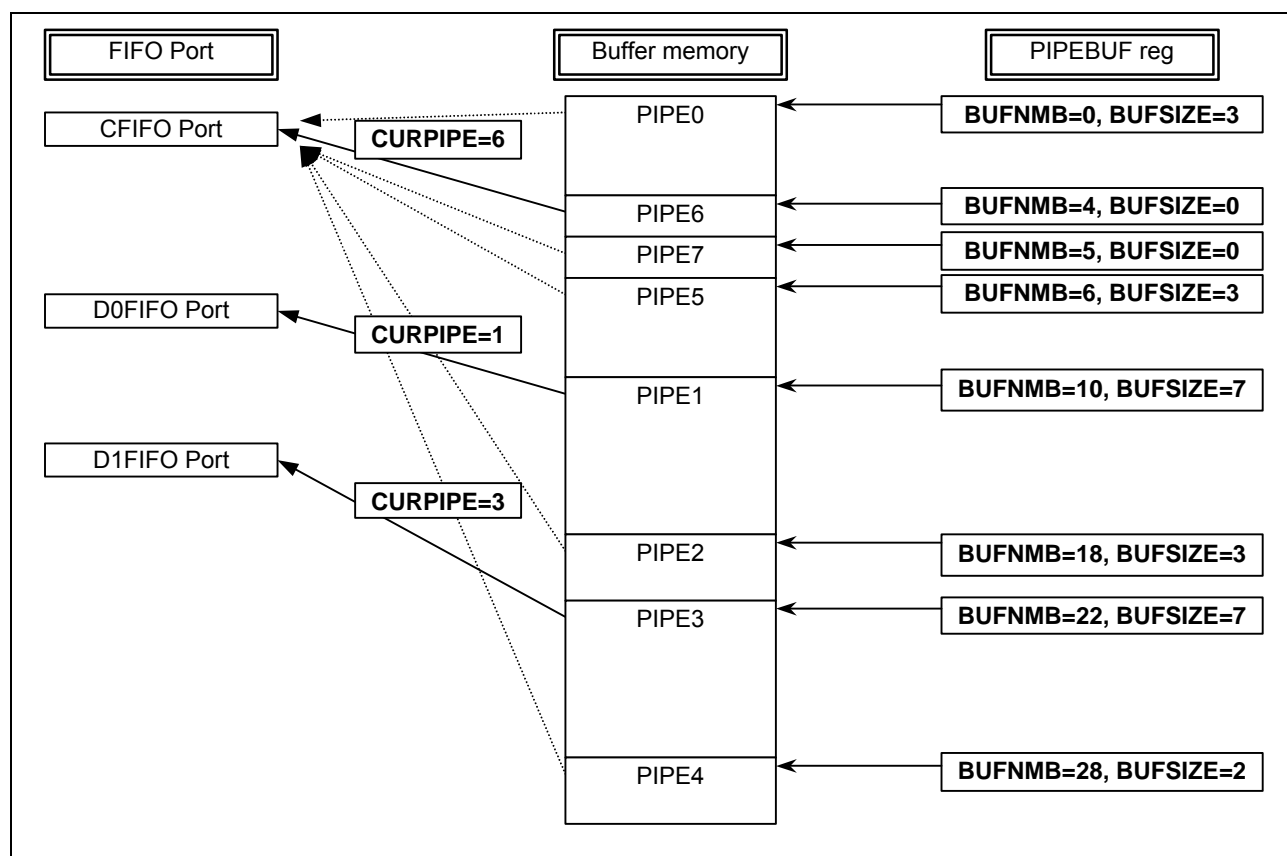 FIFO Port
Buffer memory
PIPEBUF reg
CFIFO Port
CURPIPE=6
PIPE0
BUFNMB=0, BUFSIZE=3
PIPE6
BUFNMB=4, BUFSIZE=0
PIPE7
BUFNMB=5, BUFSIZE=0
PIPE5
BUFNMB=6, BUFSIZE=3
D0FIFO Port
CURPIPE=1
PIPE1
BUFNMB=10, BUFSIZE=7
D1FIFO Port
CURPIPE=3
PIPE2
BUFNMB=18, BUFSIZE=3
PIPE3
BUFNMB=22, BUFSIZE=7
PIPE4
BUFNMB=28, BUFSIZE=2